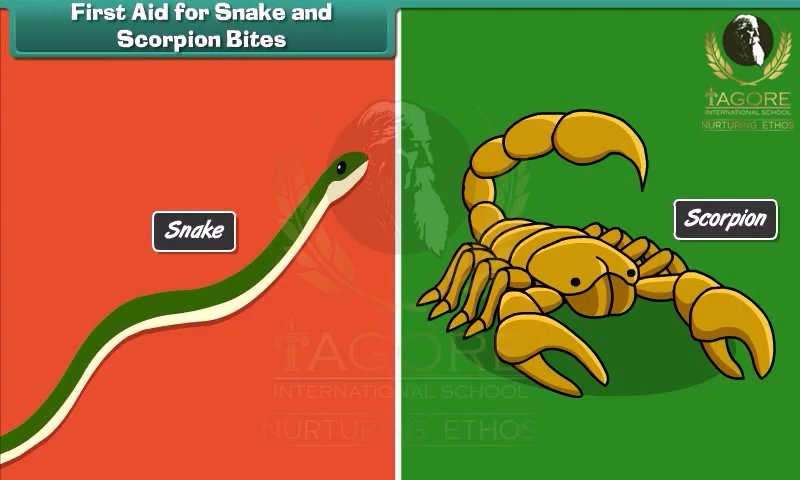 First Aid for Snake and
Scorpion Bites
TAGORE
INTERNATIONAL SCHOOL
NURTURING ETHOS
Snake
Scorpion
TAGORE
INTERNATIONAL SCHOOL
NURTURING ETHOS